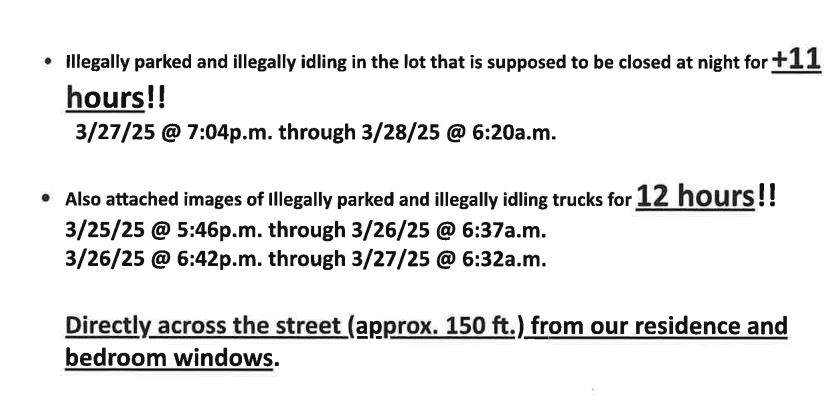 • Illegally parked and illegally idling in the lot that is supposed to be closed at night for +11
hours!!
3/27/25 @ 7:04p.m. through 3/28/25 @ 6:20a.m.
• Also attached images of Illegally parked and illegally idling trucks for 12 hours!!
3/25/25 @ 5:46p.m. through 3/26/25 @ 6:37a.m.
3/26/25 @ 6:42p.m. through 3/27/25 @ 6:32a.m.
Directly across the street (approx. 150 ft.) from our residence and
bedroom windows.